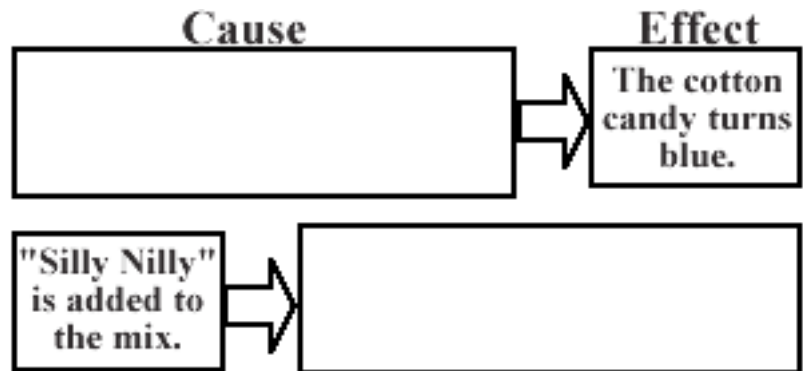 Cause
Effect
The cotton
candy turns
blue.
"Silly Nilly"
is added to
the mix.